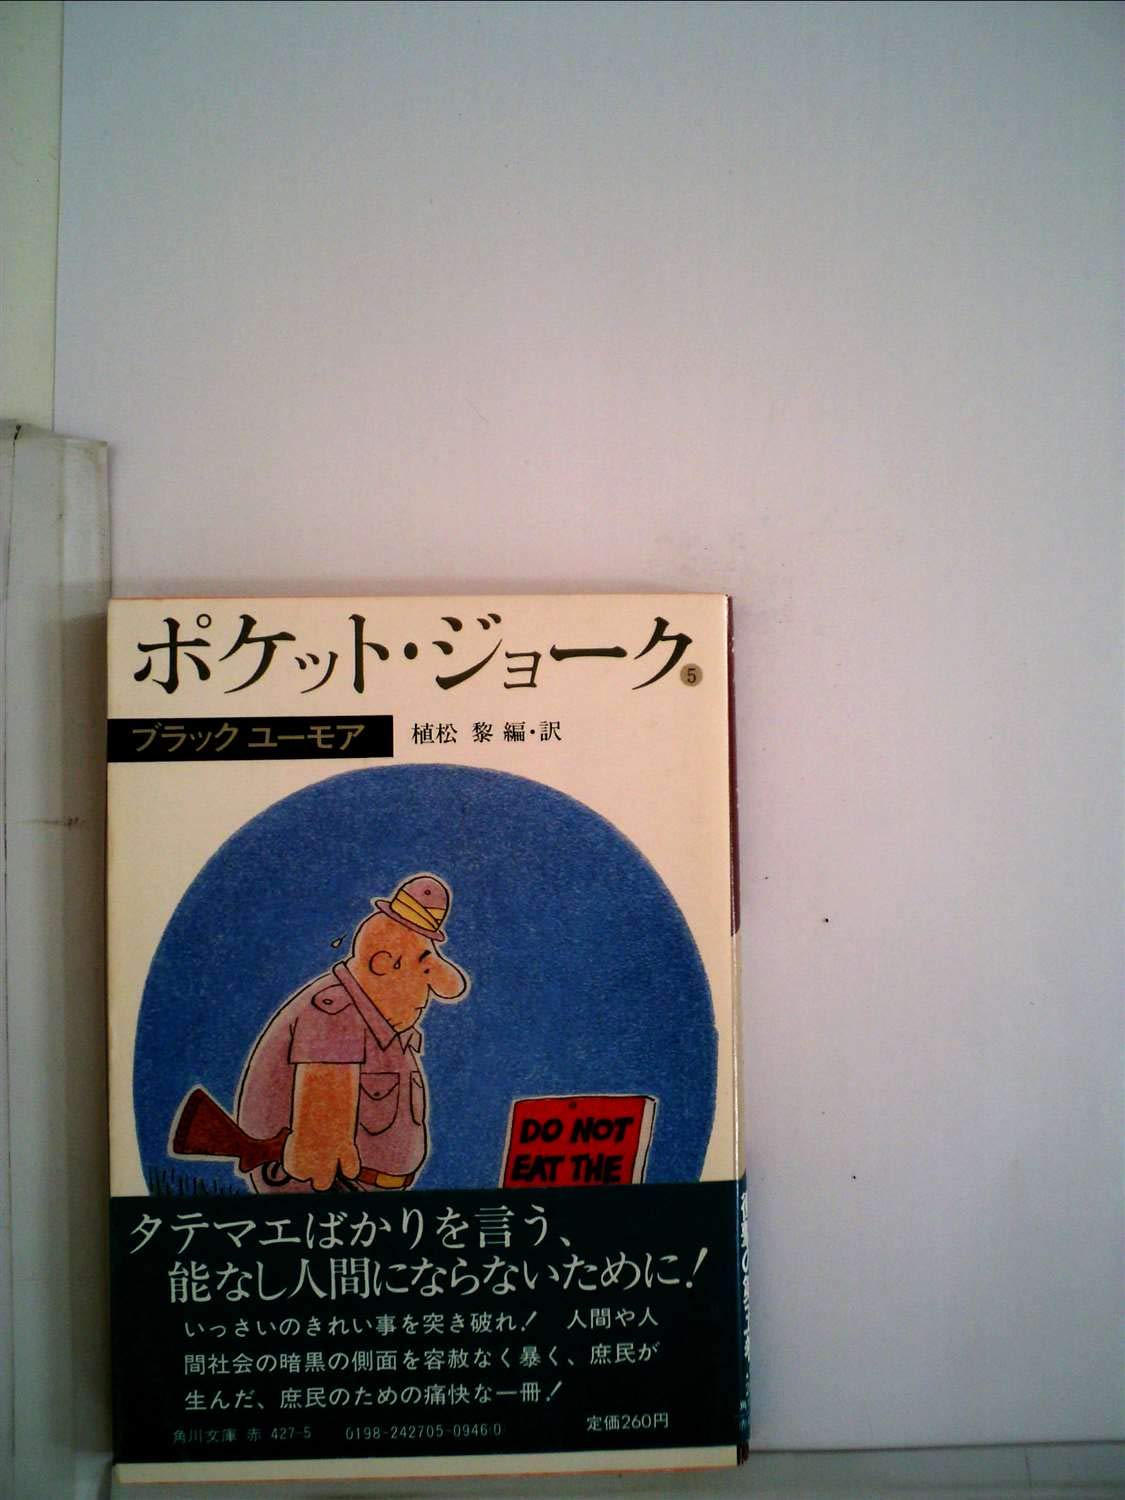 ポケット・ジョーク 5
ブラック ユーモア 植松 黎 編・訳
DO NOT
EAT THE
タテマエばかりを言う、
能なし人間にならないために!
いっさいのきれい事を突き破れ! 人間や人
間社会の暗黒の側面を容赦なく暴く、庶民が
生んだ、庶民のための痛快な一冊!
角川文庫 赤 427-5 0198-242705-0946 0 定価260円